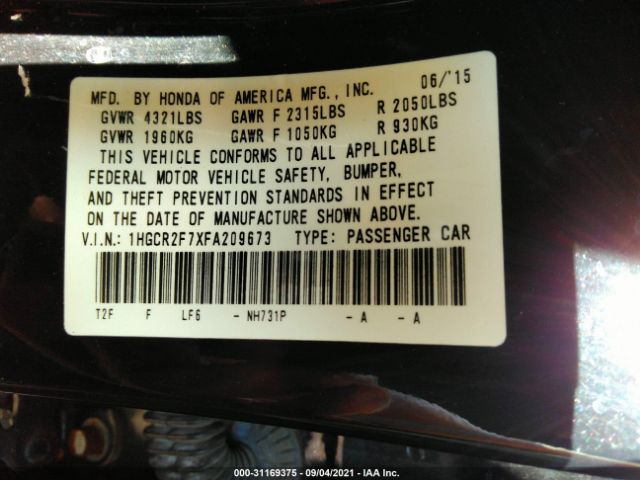 MFD. BY HONDA OF AMERICA MFG., INC. 06/'15
GVWR 4321LBS GAWR F 2315LBS R 2050LBS
GVWR 1960KG GAWR F 1050KG R 930KG
THIS VEHICLE CONFORMS TO ALL APPLICABLE
FEDERAL MOTOR VEHICLE SAFETY, BUMPER,
AND THEFT PREVENTION STANDARDS IN EFFECT
ON THE DATE OF MANUFACTURE SHOWN ABOVE.
V.I.N.: 1HGCR2F7XFA209673 TYPE: PASSENGER CAR
T2F F LF6 - NH731P - A - A
000-31169375 - 09/04/2021 - IAA Inc.